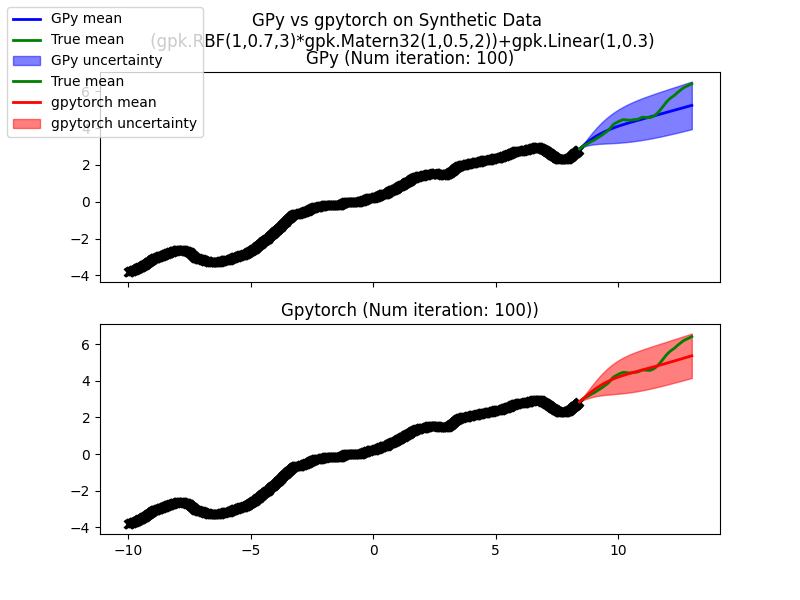 GPy vs gpytorch on Synthetic Data
(gpk.RBF(1,0.7,3)*gpk.Matern32(1,0.5,2))+gpk.Linear(1,0.3)
GPy mean
True mean
GPy uncertainty
True mean
gpytorch mean
gpytorch uncertainty
GPy (Num iteration: 100)
6
4
2
0
−2
−4
Gpytorch (Num iteration: 100))
6
4
2
0
−2
−4
−10 −5 0 5 10